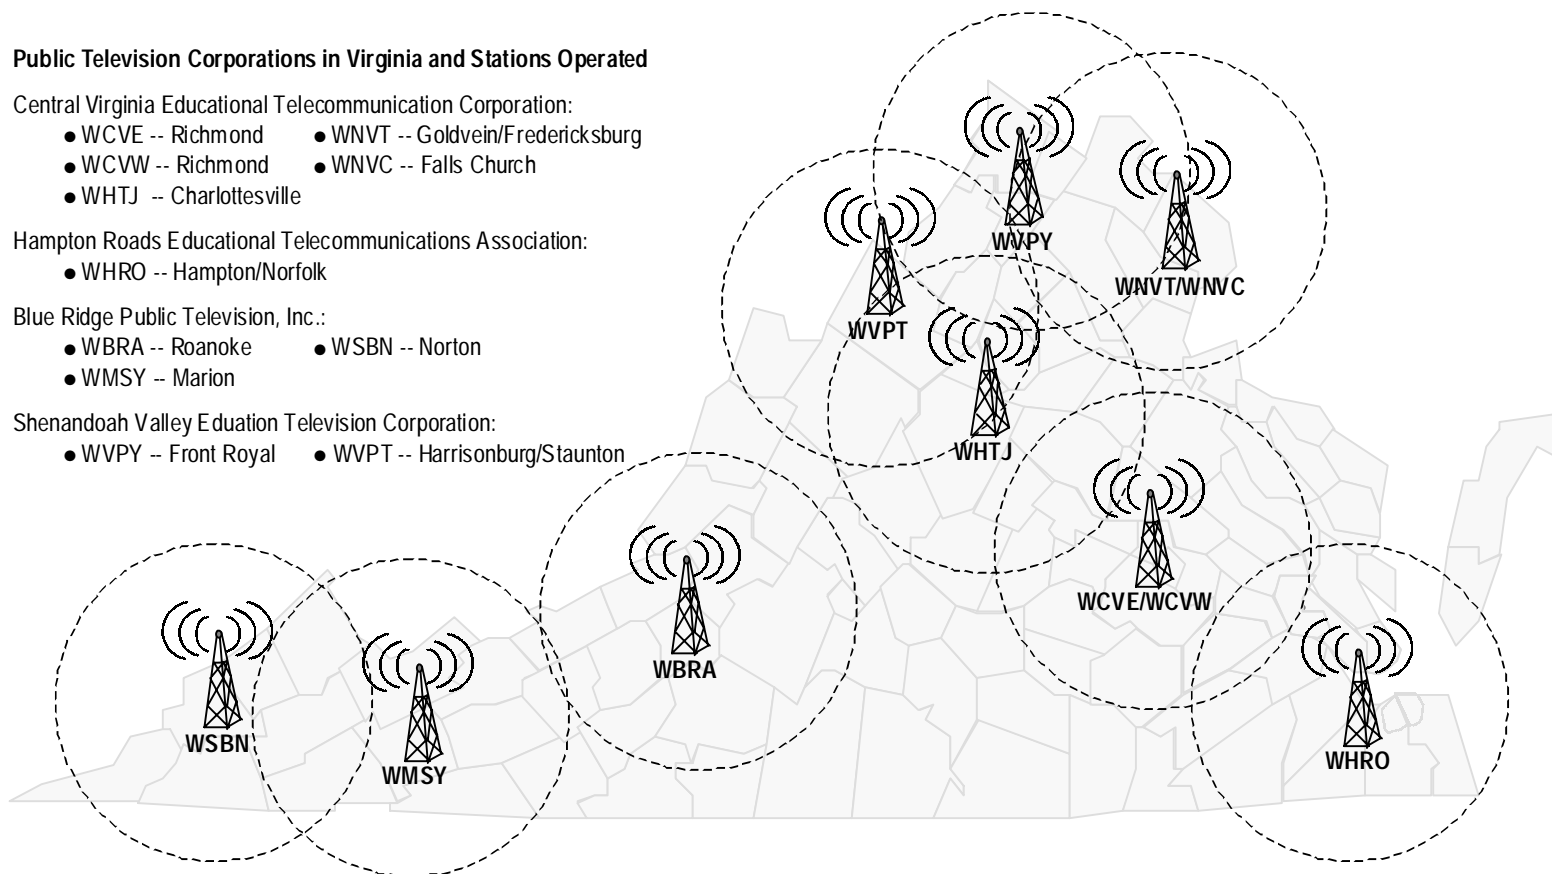 Public Television Corporations in Virginia and Stations Operated
Central Virginia Educational Telecommunication Corporation:
● WCVE -- Richmond ● WNVT -- Goldvein/Fredericksburg
● WCVW -- Richmond ● WNVC -- Falls Church
● WHTJ -- Charlottesville
Hampton Roads Educational Telecommunications Association:
● WHRO -- Hampton/Norfolk
Blue Ridge Public Television, Inc.:
● WBRA -- Roanoke ● WSBN -- Norton
● WMSY -- Marion
Shenandoah Valley Eduation Television Corporation:
● WVPY -- Front Royal ● WVPT -- Harrisonburg/Staunton
WVPY
WNVT/WNVC
WVPT
WHTJ
WCVE/WCVW
WBRA
WSBN
WMSY
WHRO